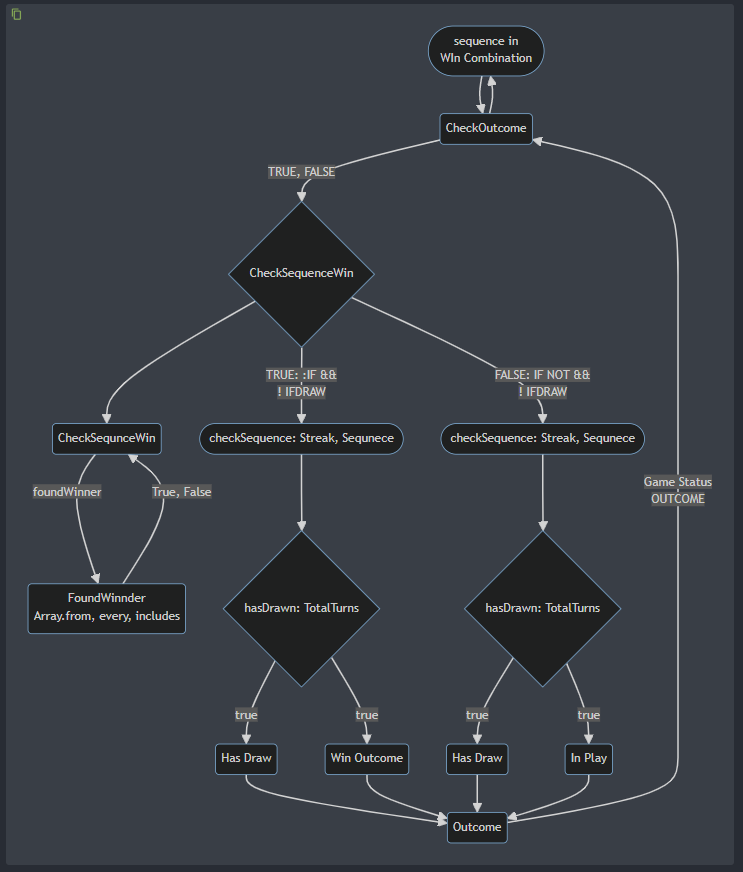 sequence in
WIn Combination
CheckOutcome
TRUE, FALSE
CheckSequenceWin
TRUE: :IF &&
! IFDRAW
FALSE: IF NOT &&
! IFDRAW
CheckSequnceWin
checkSequence: Streak, Sequnece
checkSequence: Streak, Sequnece
foundWinner
True, False
Game Status
OUTCOME
FoundWinnder
Array.from, every, includes
hasDrawn: TotalTurns
hasDrawn: TotalTurns
true
true
true
true
Has Draw
Win Outcome
Has Draw
In Play
Outcome